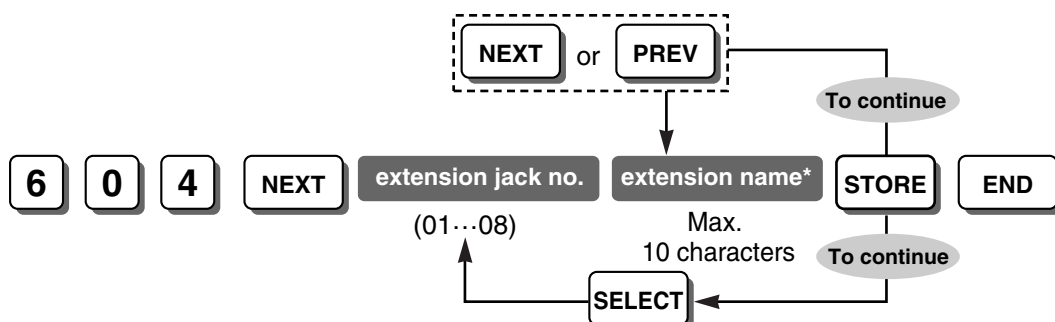 NEXT or PREV
To continue
6 0 4 NEXT extension jack no. extension name* STORE END
(01···08) Max.
10 characters
To continue
SELECT